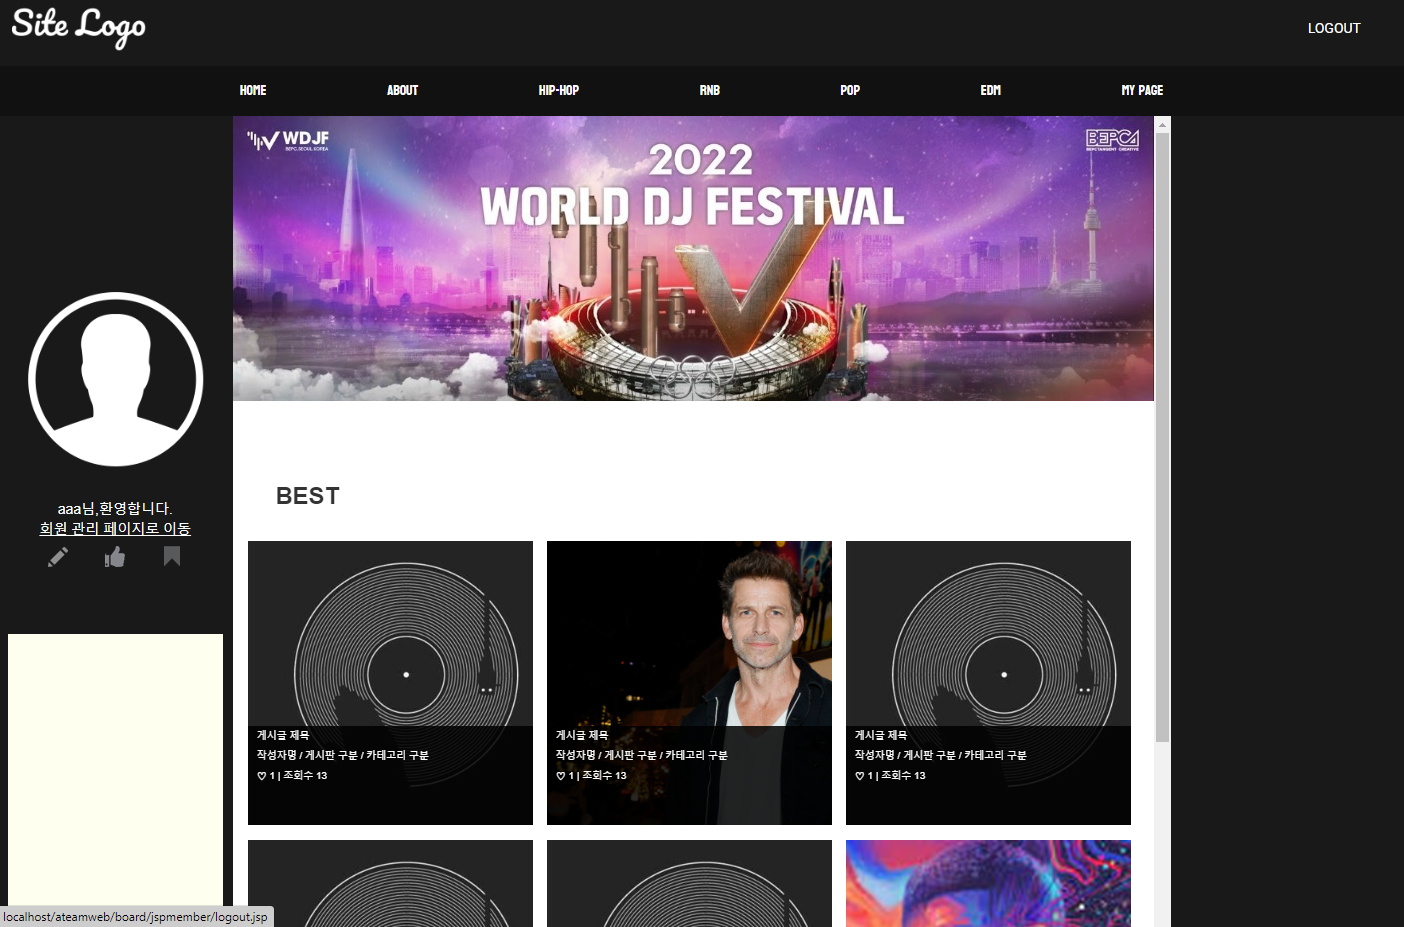 Site Logo
LOGOUT
HOME ABOUT HIP-HOP RNB POP EDM MY PAGE
WDJF
BEPC, SEOUL, KOREA
BEPC
BEPC TANGENT CREATIVE
2022
WORLD DJ FESTIVAL
aaa님,환영합니다.
회원 관리 페이지로 이동
BEST
게시글 제목
작성자명 / 게시판 구분 / 카테고리 구분
♡ 1 | 조회수 13
게시글 제목
작성자명 / 게시판 구분 / 카테고리 구분
♡ 1 | 조회수 13
게시글 제목
작성자명 / 게시판 구분 / 카테고리 구분
♡ 1 | 조회수 13
localhost/ateamweb/board/jspmember/logout.jsp